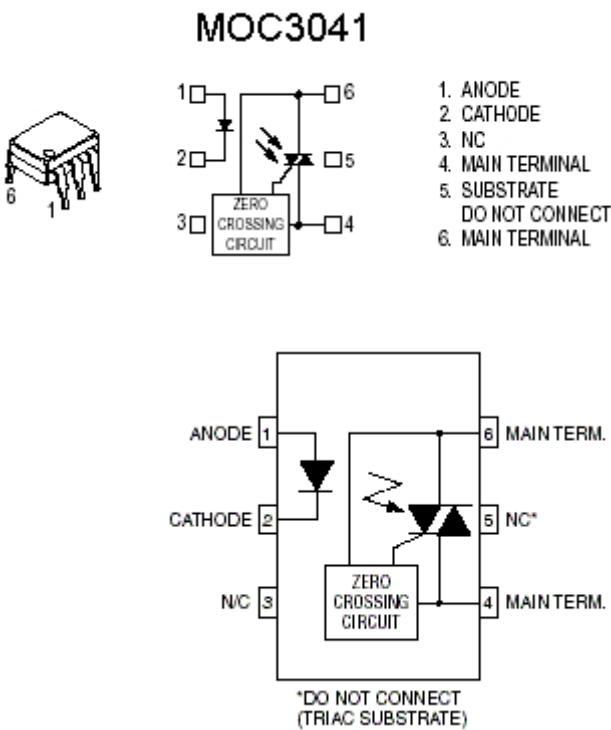 MOC3041
1
6
2
5
3
4
ZERO
CROSSING
CIRCUIT
6
1
1. ANODE
2. CATHODE
3. NC
4. MAIN TERMINAL
5. SUBSTRATE
DO NOT CONNECT
6. MAIN TERMINAL
ANODE 1
6 MAIN TERM.
CATHODE 2
5 NC*
ZERO
CROSSING
CIRCUIT
N/C 3
4 MAIN TERM.
*DO NOT CONNECT
(TRIAC SUBSTRATE)